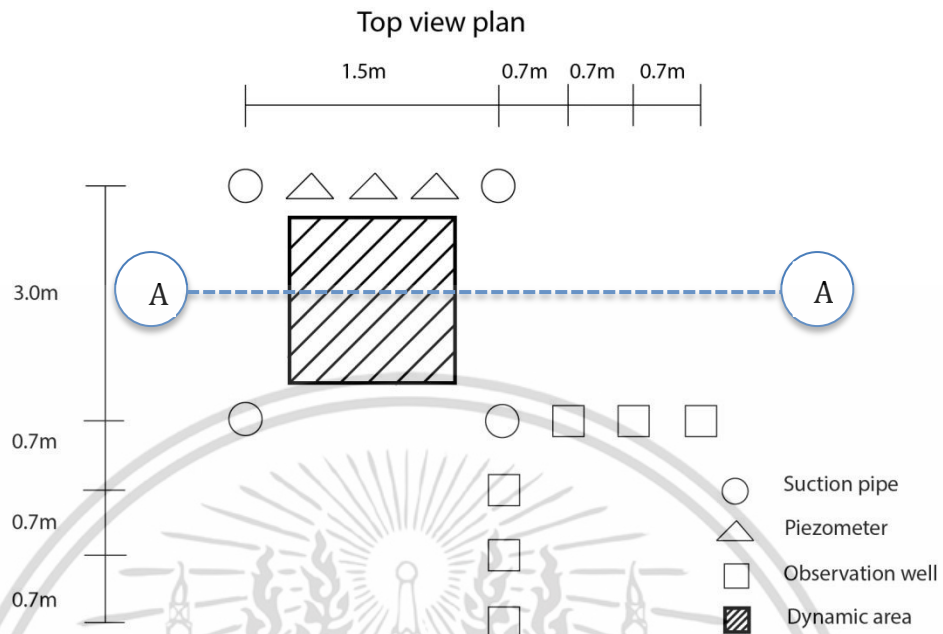 Top view plan
1.5m 0.7m 0.7m 0.7m
3.0m
A A
0.7m
0.7m
0.7m
Suction pipe
Piezometer
Observation well
Dynamic area